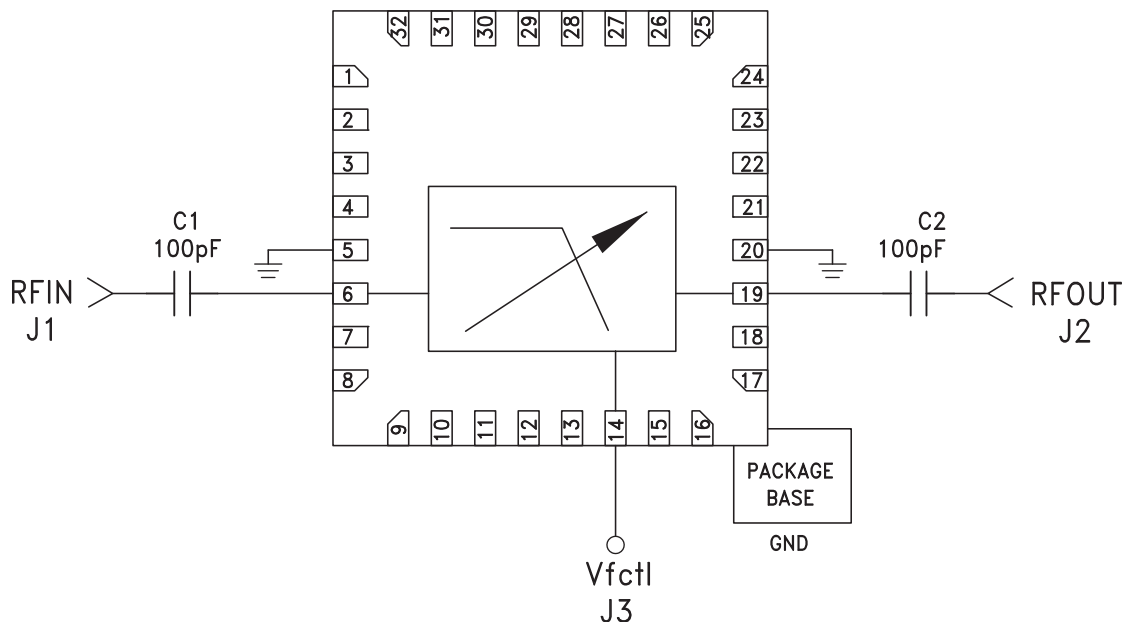 32 31 30 29 28 27 26 25
1
2
3
4
5
6
7
8
24
23
22
21
20
19
18
17
9 10 11 12 13 14 15 16
C1
100pF
RFIN
J1
C2
100pF
RFOUT
J2
PACKAGE
BASE
GND
Vfctl
J3